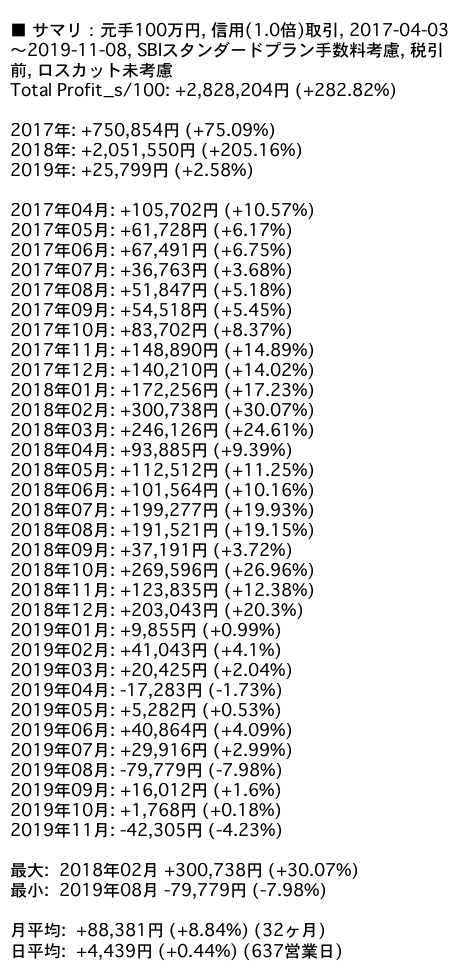 ■ サマリ：元手100万円, 信用(1.0倍)取引, 2017-04-03
〜2019-11-08, SBIスタンダードプラン手数料考慮, 税引
前, ロスカット未考慮
Total Profit_s/100: +2,828,204円 (+282.82%)
2017年: +750,854円 (+75.09%)
2018年: +2,051,550円 (+205.16%)
2019年: +25,799円 (+2.58%)
2017年04月: +105,702円 (+10.57%)
2017年05月: +61,728円 (+6.17%)
2017年06月: +67,491円 (+6.75%)
2017年07月: +36,763円 (+3.68%)
2017年08月: +51,847円 (+5.18%)
2017年09月: +54,518円 (+5.45%)
2017年10月: +83,702円 (+8.37%)
2017年11月: +148,890円 (+14.89%)
2017年12月: +140,210円 (+14.02%)
2018年01月: +172,256円 (+17.23%)
2018年02月: +300,738円 (+30.07%)
2018年03月: +246,126円 (+24.61%)
2018年04月: +93,885円 (+9.39%)
2018年05月: +112,512円 (+11.25%)
2018年06月: +101,564円 (+10.16%)
2018年07月: +199,277円 (+19.93%)
2018年08月: +191,521円 (+19.15%)
2018年09月: +37,191円 (+3.72%)
2018年10月: +269,596円 (+26.96%)
2018年11月: +123,835円 (+12.38%)
2018年12月: +203,043円 (+20.3%)
2019年01月: +9,855円 (+0.99%)
2019年02月: +41,043円 (+4.1%)
2019年03月: +20,425円 (+2.04%)
2019年04月: -17,283円 (-1.73%)
2019年05月: +5,282円 (+0.53%)
2019年06月: +40,864円 (+4.09%)
2019年07月: +29,916円 (+2.99%)
2019年08月: -79,779円 (-7.98%)
2019年09月: +16,012円 (+1.6%)
2019年10月: +1,768円 (+0.18%)
2019年11月: -42,305円 (-4.23%)
最大: 2018年02月 +300,738円 (+30.07%)
最小: 2019年08月 -79,779円 (-7.98%)
月平均: +88,381円 (+8.84%) (32ヶ月)
日平均: +4,439円 (+0.44%) (637営業日)